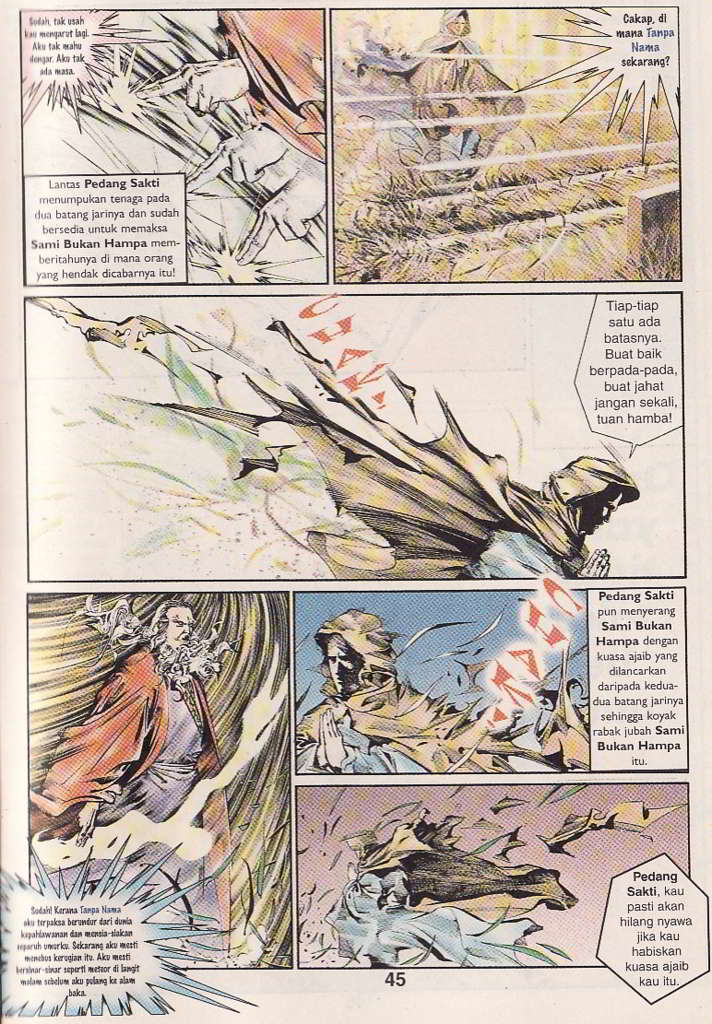 Sudah, tak usah
kau mengarut lagi.
Aku tak mahu
dengar. Aku tak
ada masa.
Cakap, di
mana Tanpa
Nama
sekarang?
Lantas Pedang Sakti
menumpukan tenaga pada
dua batang jarinya dan sudah
bersedia untuk memaksa
Sami Bukan Hampa mem-
beritahunya di mana orang
yang hendak dicabarnya itu!
Tiap-tiap
satu ada
batasnya.
Buat baik
berpada-pada,
buat jahat
jangan sekali,
tuan hamba!
Pedang Sakti
pun menyerang
Sami Bukan
Hampa dengan
kuasa ajaib yang
dilancarkan
daripada kedua-
dua batang jarinya
sehingga koyak
rabak jubah Sami
Bukan Hampa
itu.
Sudah! Kerana Tanpa Nama
aku terpaksa berundur dari dunia
kepahlawanan dan mensia-siakan
separuh umurku. Sekarang aku mesti
menebus kerugian itu. Aku mesti
bersinar-sinar seperti meteor di langit
malam sebelum aku pulang ke alam
baka.
Pedang
Sakti, kau
pasti akan
hilang nyawa
jika kau
habiskan
kuasa ajaib
kau itu.
45